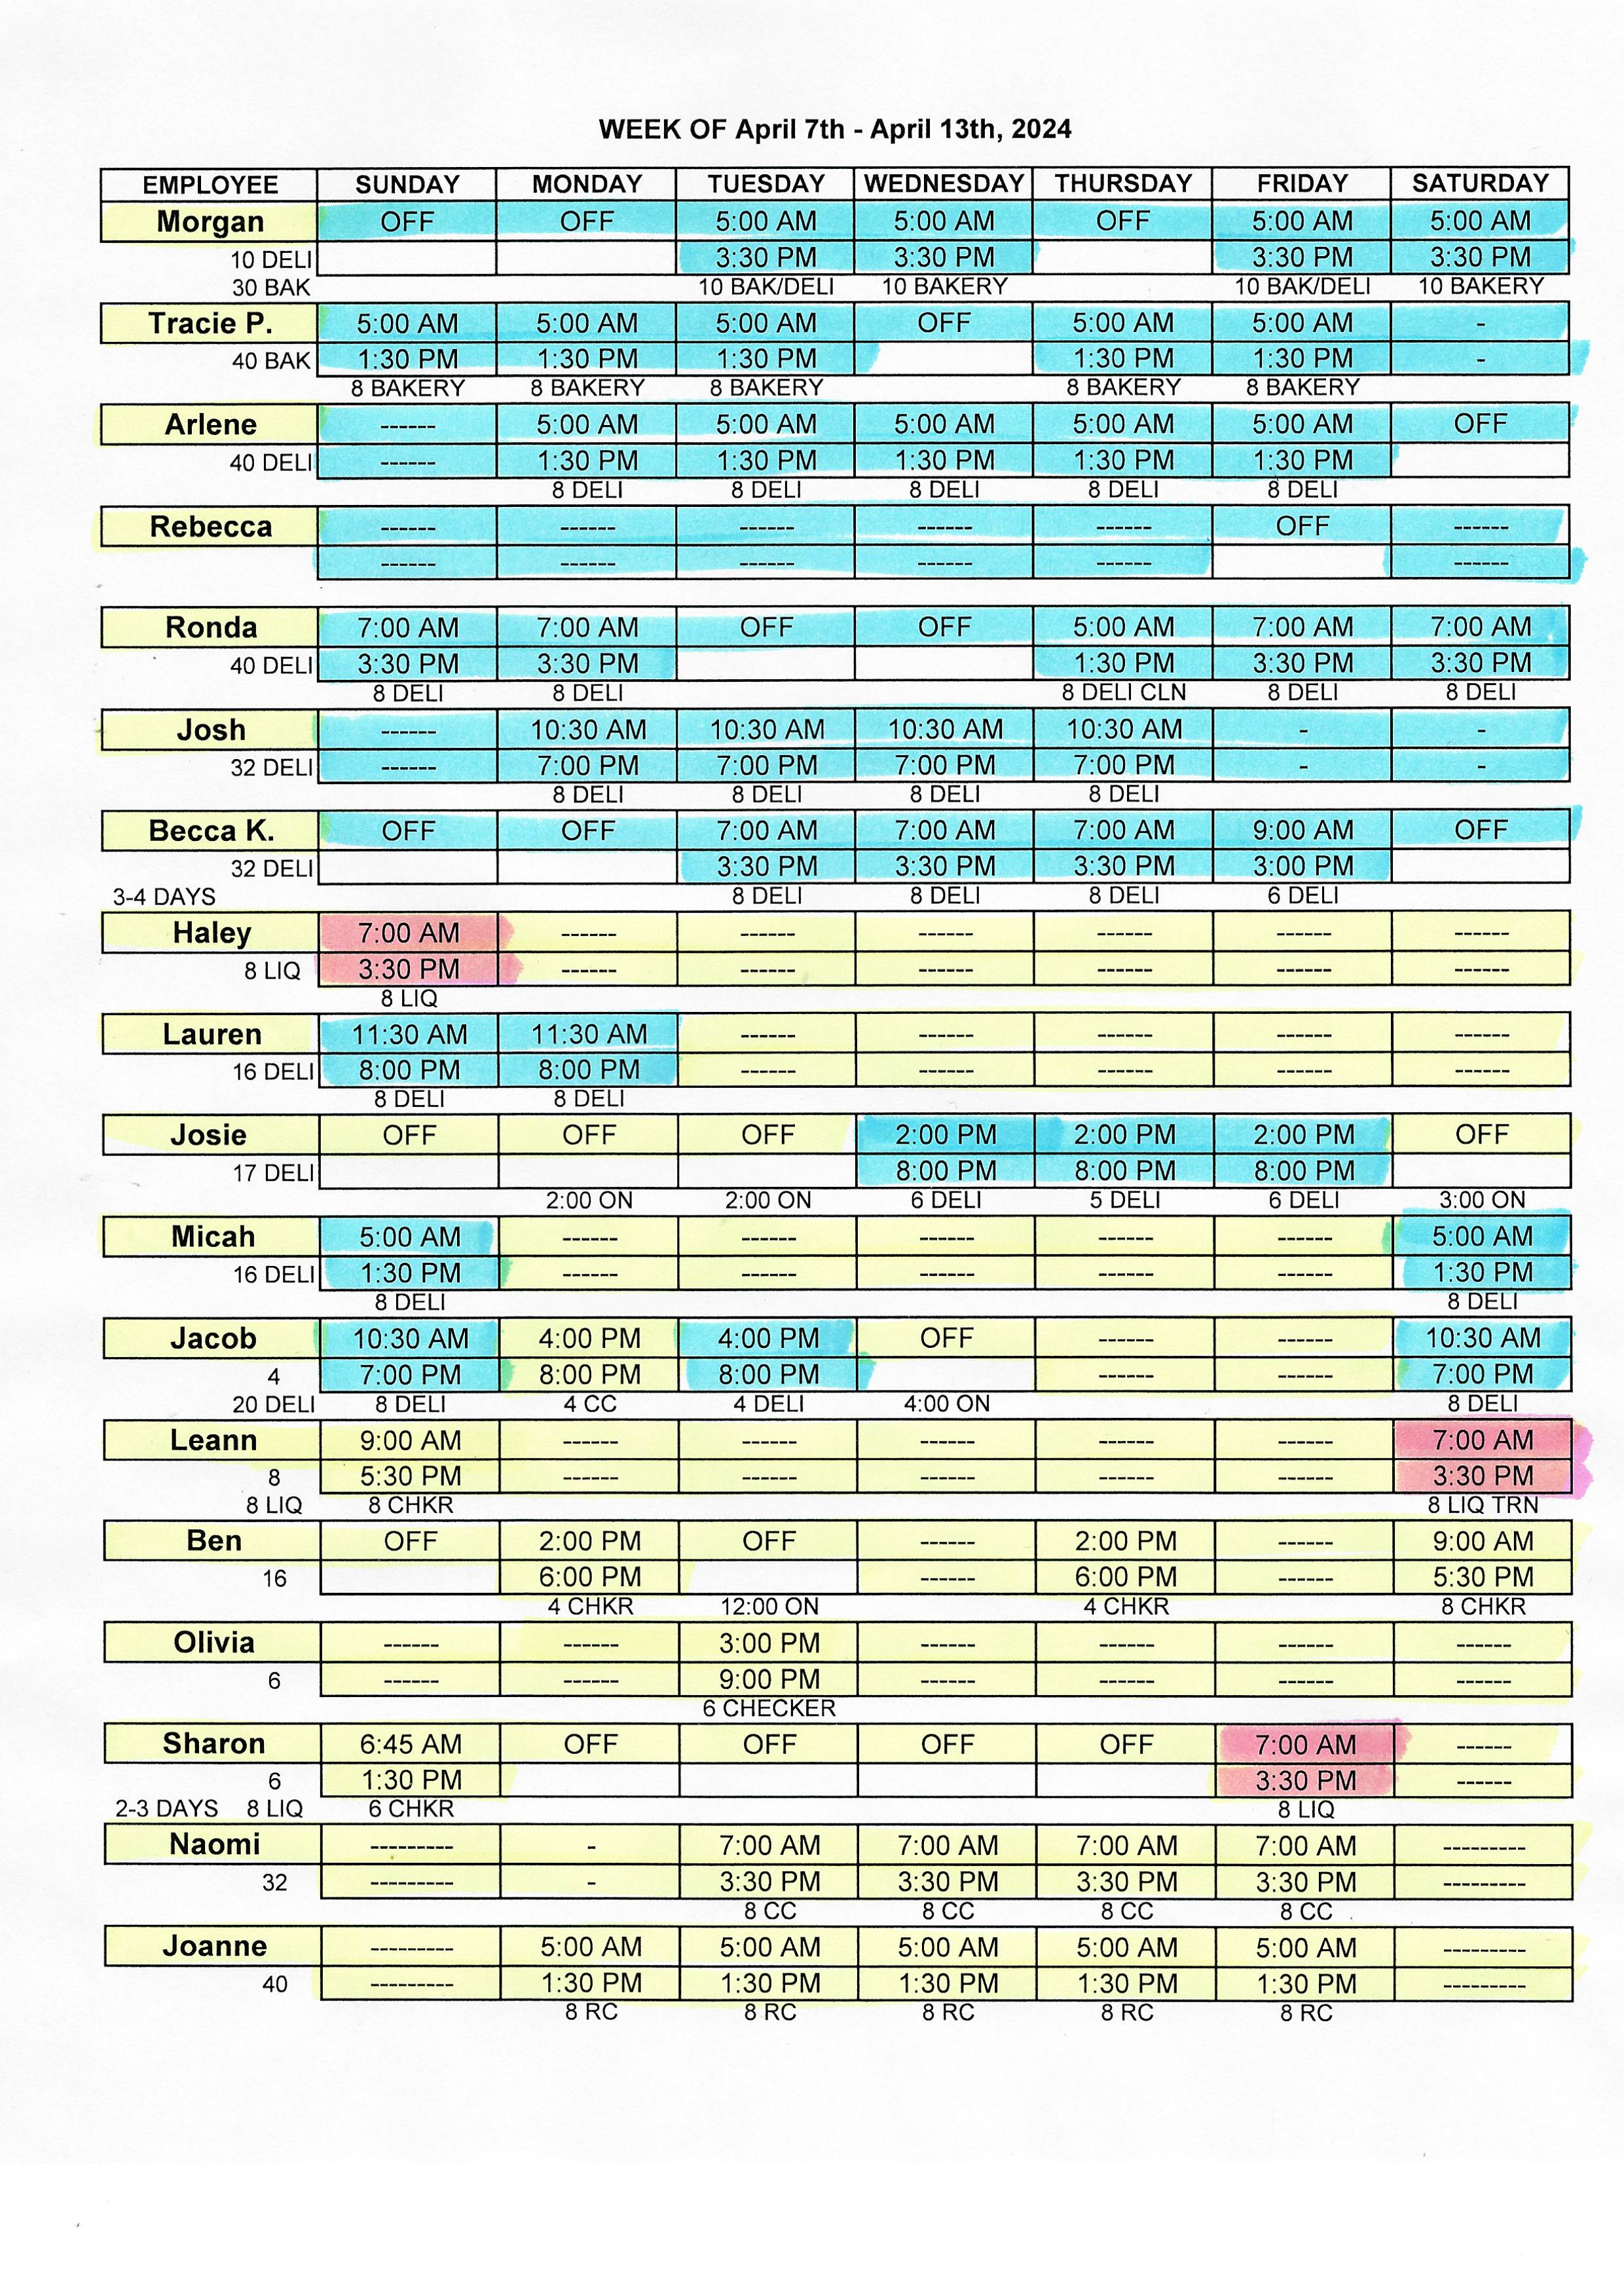 WEEK OF April 7th - April 13th, 2024
EMPLOYEE SUNDAY MONDAY TUESDAY WEDNESDAY THURSDAY FRIDAY SATURDAY
Morgan OFF OFF 5:00 AM 5:00 AM OFF 5:00 AM 5:00 AM
10 DELI 3:30 PM 3:30 PM 3:30 PM 3:30 PM
30 BAK 10 BAK/DELI 10 BAKERY 10 BAK/DELI 10 BAKERY
Tracie P. 5:00 AM 5:00 AM 5:00 AM OFF 5:00 AM 5:00 AM -
40 BAK 1:30 PM 1:30 PM 1:30 PM 1:30 PM 1:30 PM -
8 BAKERY 8 BAKERY 8 BAKERY 8 BAKERY 8 BAKERY
Arlene ------ 5:00 AM 5:00 AM 5:00 AM 5:00 AM 5:00 AM OFF
40 DELI ------ 1:30 PM 1:30 PM 1:30 PM 1:30 PM 1:30 PM
8 DELI 8 DELI 8 DELI 8 DELI 8 DELI
Rebecca ------ ------ ------ ------ ------ OFF ------
------ ------ ------ ------ ------ ------
Ronda 7:00 AM 7:00 AM OFF OFF 5:00 AM 7:00 AM 7:00 AM
40 DELI 3:30 PM 3:30 PM 1:30 PM 3:30 PM 3:30 PM
8 DELI 8 DELI 8 DELI CLN 8 DELI 8 DELI
Josh ------ 10:30 AM 10:30 AM 10:30 AM 10:30 AM - -
32 DELI ------ 7:00 PM 7:00 PM 7:00 PM 7:00 PM - -
8 DELI 8 DELI 8 DELI 8 DELI
Becca K. OFF OFF 7:00 AM 7:00 AM 7:00 AM 9:00 AM OFF
32 DELI 3:30 PM 3:30 PM 3:30 PM 3:00 PM
3-4 DAYS 8 DELI 8 DELI 8 DELI 6 DELI
Haley 7:00 AM ------ ------ ------ ------ ------ ------
8 LIQ 3:30 PM ------ ------ ------ ------ ------ ------
8 LIQ
Lauren 11:30 AM 11:30 AM ------ ------ ------ ------ ------
16 DELI 8:00 PM 8:00 PM ------ ------ ------ ------ ------
8 DELI 8 DELI
Josie OFF OFF OFF 2:00 PM 2:00 PM 2:00 PM OFF
17 DELI 8:00 PM 8:00 PM 8:00 PM
2:00 ON 2:00 ON 6 DELI 5 DELI 6 DELI 3:00 ON
Micah 5:00 AM ------ ------ ------ ------ ------ 5:00 AM
16 DELI 1:30 PM ------ ------ ------ ------ ------ 1:30 PM
8 DELI 8 DELI
Jacob 10:30 AM 4:00 PM 4:00 PM OFF ------ ------ 10:30 AM
4 7:00 PM 8:00 PM 8:00 PM ------ ------ 7:00 PM
20 DELI 8 DELI 4 CC 4 DELI 4:00 ON 8 DELI
Leann 9:00 AM ------ ------ ------ ------ ------ 7:00 AM
8 5:30 PM ------ ------ ------ ------ ------ 3:30 PM
8 LIQ 8 CHKR 8 LIQ TRN
Ben OFF 2:00 PM OFF ------ 2:00 PM ------ 9:00 AM
16 6:00 PM ------ 6:00 PM ------ 5:30 PM
4 CHKR 12:00 ON 4 CHKR 8 CHKR
Olivia ------ ------ 3:00 PM ------ ------ ------ ------
6 ------ ------ 9:00 PM ------ ------ ------ ------
6 CHECKER
Sharon 6:45 AM OFF OFF OFF OFF 7:00 AM ------
6 1:30 PM 3:30 PM ------
2-3 DAYS 8 LIQ 6 CHKR 8 LIQ
Naomi --------- - 7:00 AM 7:00 AM 7:00 AM 7:00 AM ---------
32 --------- - 3:30 PM 3:30 PM 3:30 PM 3:30 PM ---------
8 CC 8 CC 8 CC 8 CC
Joanne --------- 5:00 AM 5:00 AM 5:00 AM 5:00 AM 5:00 AM ---------
40 --------- 1:30 PM 1:30 PM 1:30 PM 1:30 PM 1:30 PM ---------
8 RC 8 RC 8 RC 8 RC 8 RC